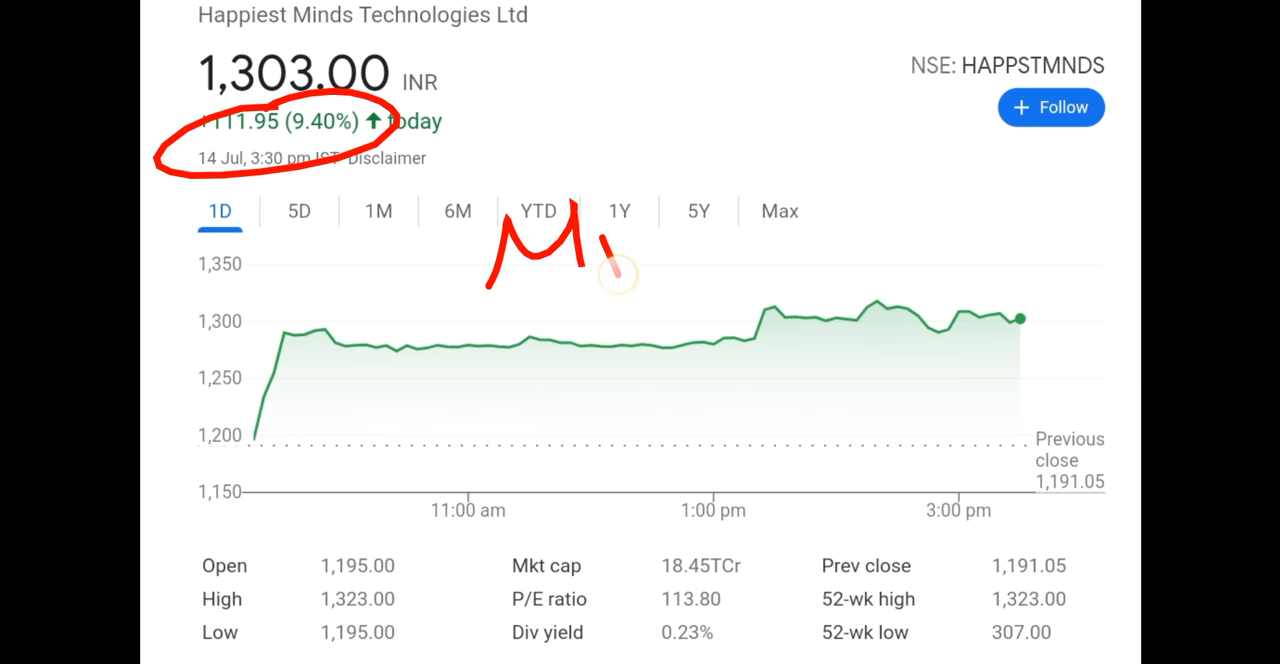 Happiest Minds Technologies Ltd
1,303.00 INR
NSE: HAPPSTMNDS
+ Follow
+111.95 (9.40%) ↑ today
14 Jul, 3:30 pm IST Disclaimer
1D 5D 1M 6M YTD 1Y 5Y Max
M
1,350
1,300
1,250
1,200
1,150
Previous
close
1,191.05
11:00 am 1:00 pm 3:00 pm
Open 1,195.00 Mkt cap 18.45TCr Prev close 1,191.05
High 1,323.00 P/E ratio 113.80 52-wk high 1,323.00
Low 1,195.00 Div yield 0.23% 52-wk low 307.00